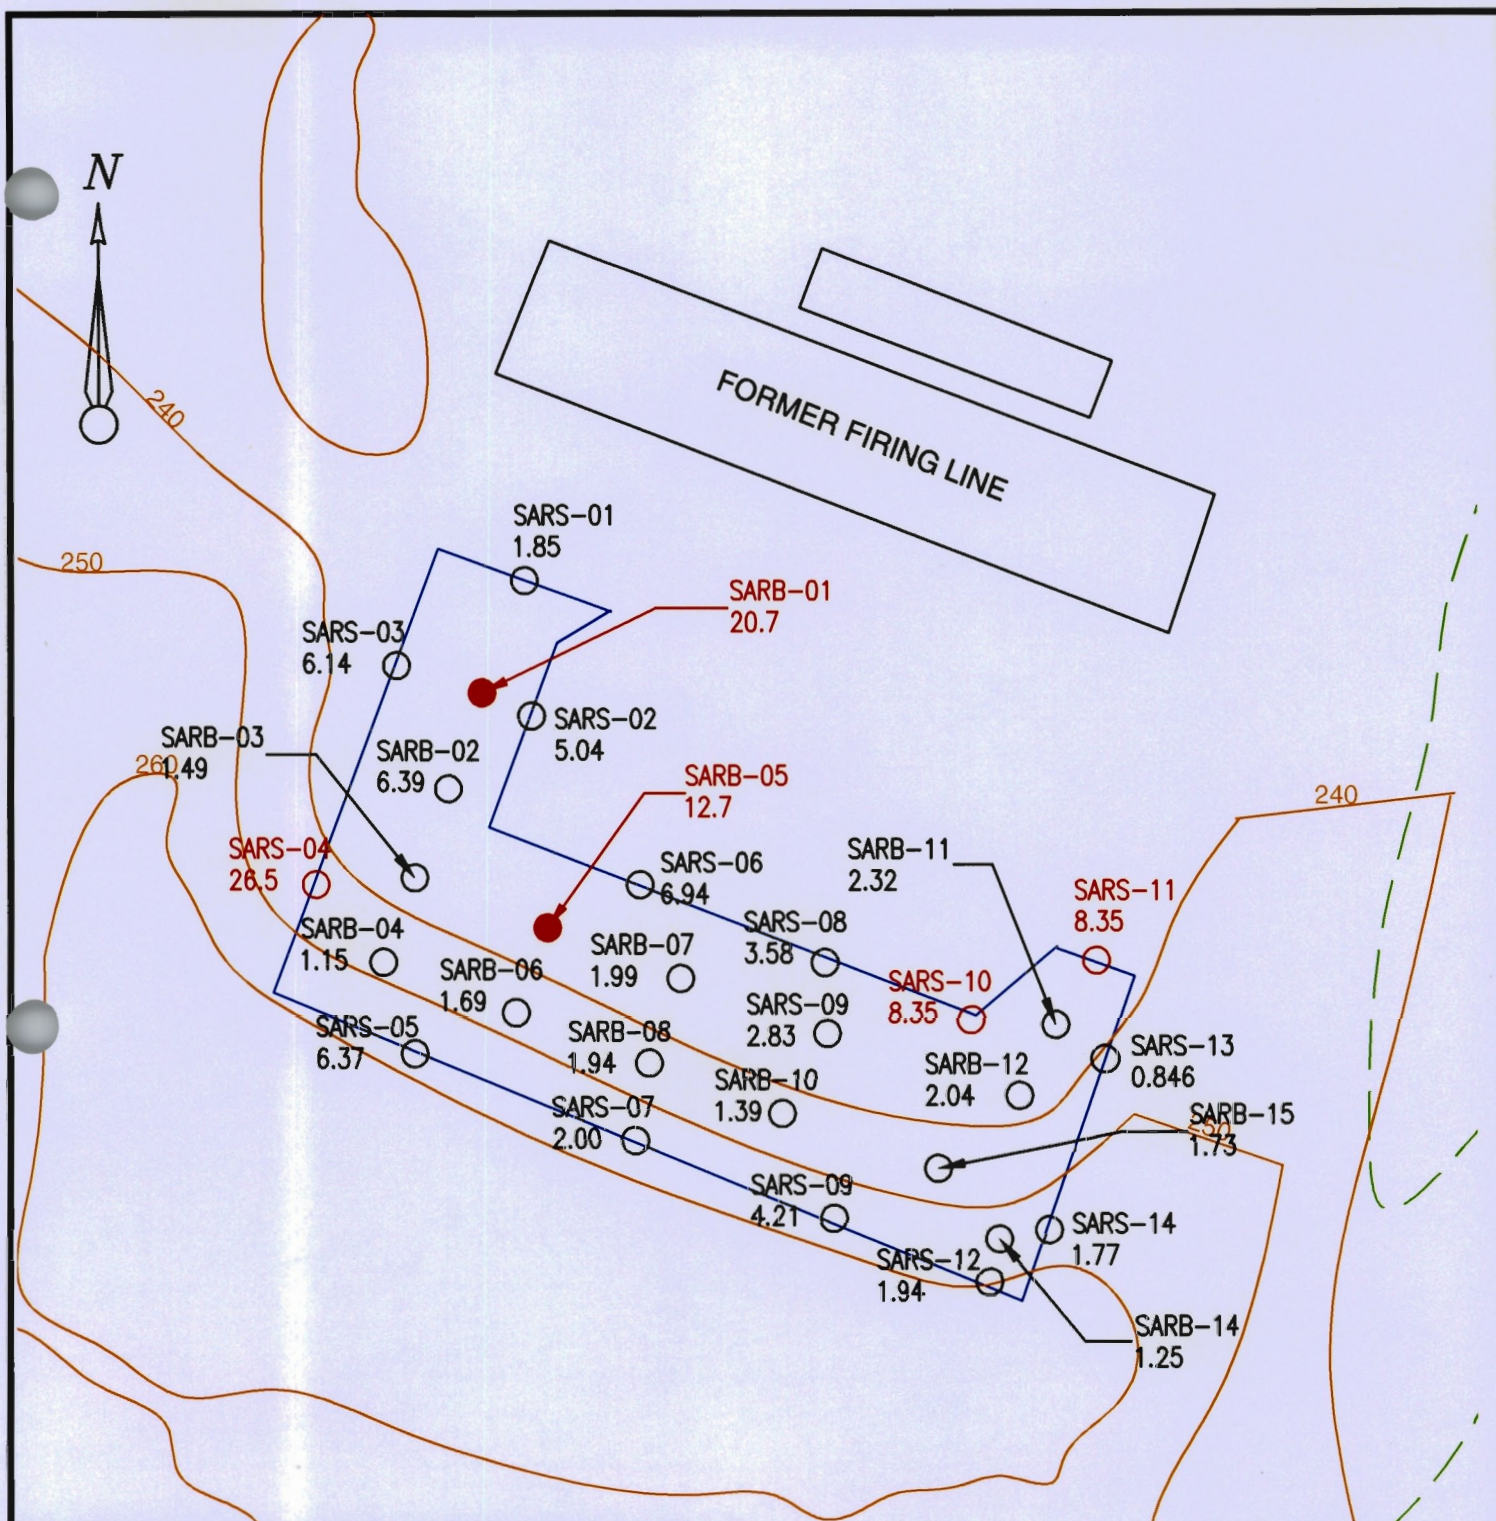 N
240
FORMER FIRING LINE
SARS-01
1.85
250
SARB-01
20.7
SARS-03
6.14
SARS-02
5.04
SARB-03
1.49
SARB-02
6.39
260
SARB-05
12.7
240
SARS-04
26.5
SARS-06
6.94
SARB-11
2.32
SARS-11
8.35
SARB-04
1.15
SARS-08
3.58
SARB-07
1.99
SARB-06
1.69
SARS-10
8.35
SARS-09
2.83
SARS-05
6.37
SARB-08
1.94
SARS-13
0.846
SARB-12
2.04
SARB-10
1.39
SARS-07
2.00
SARB-15
1.73
250
SARS-09
4.21
SARS-14
1.77
SARS-12
1.94
SARB-14
1.25